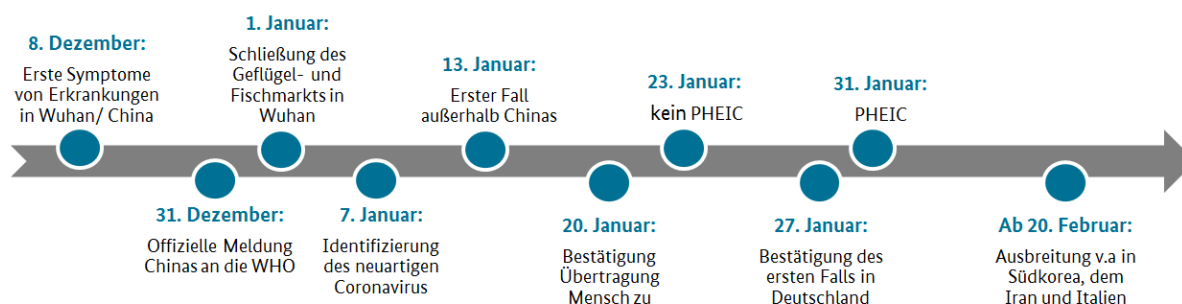 8. Dezember:
Erste Symptome
von Erkrankungen
in Wuhan/ China
31. Dezember:
Offizielle Meldung
Chinas an die WHO
1. Januar:
Schließung des
Geflügel- und
Fischmarkts in
Wuhan
7. Januar:
Identifizierung
des neuartigen
Coronavirus
13. Januar:
Erster Fall
außerhalb Chinas
20. Januar:
Bestätigung
Übertragung
Mensch zu
23. Januar:
kein PHEIC
27. Januar:
Bestätigung des
ersten Falls in
Deutschland
31. Januar:
PHEIC
Ab 20. Februar:
Ausbreitung v.a in
Südkorea, dem
Iran und Italien